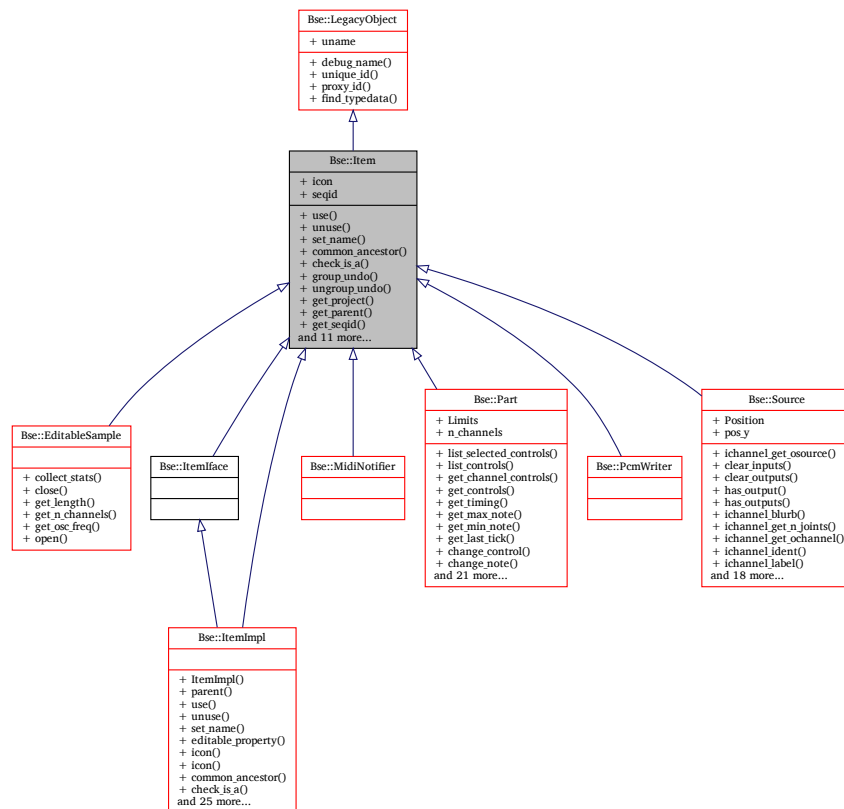 Bse::LegacyObject
+ uname
+ debug_name()
+ unique_id()
+ proxy_id()
+ find_typedata()
Bse::Item
+ icon
+ seqid
+ use()
+ unuse()
+ set_name()
+ common_ancestor()
+ check_is_a()
+ group_undo()
+ ungroup_undo()
+ get_project()
+ get_parent()
+ get_seqid()
and 11 more...
Bse::EditableSample
+ collect_stats()
+ close()
+ get_length()
+ get_n_channels()
+ get_osc_freq()
+ open()
Bse::ItemIface
Bse::MidiNotifier
Bse::Part
+ Limits
+ n_channels
+ list_selected_controls()
+ list_controls()
+ get_channel_controls()
+ get_controls()
+ get_timing()
+ get_max_note()
+ get_min_note()
+ get_last_tick()
+ change_control()
+ change_note()
and 21 more...
Bse::PcmWriter
Bse::Source
+ Position
+ pos_y
+ ichannel_get_osource()
+ clear_inputs()
+ clear_outputs()
+ has_output()
+ has_outputs()
+ ichannel_blurb()
+ ichannel_get_n_joints()
+ ichannel_get_ochannel()
+ ichannel_ident()
+ ichannel_label()
and 18 more...
Bse::ItemImpl
+ ItemImpl()
+ parent()
+ use()
+ unuse()
+ set_name()
+ editable_property()
+ icon()
+ icon()
+ common_ancestor()
+ check_is_a()
and 25 more...